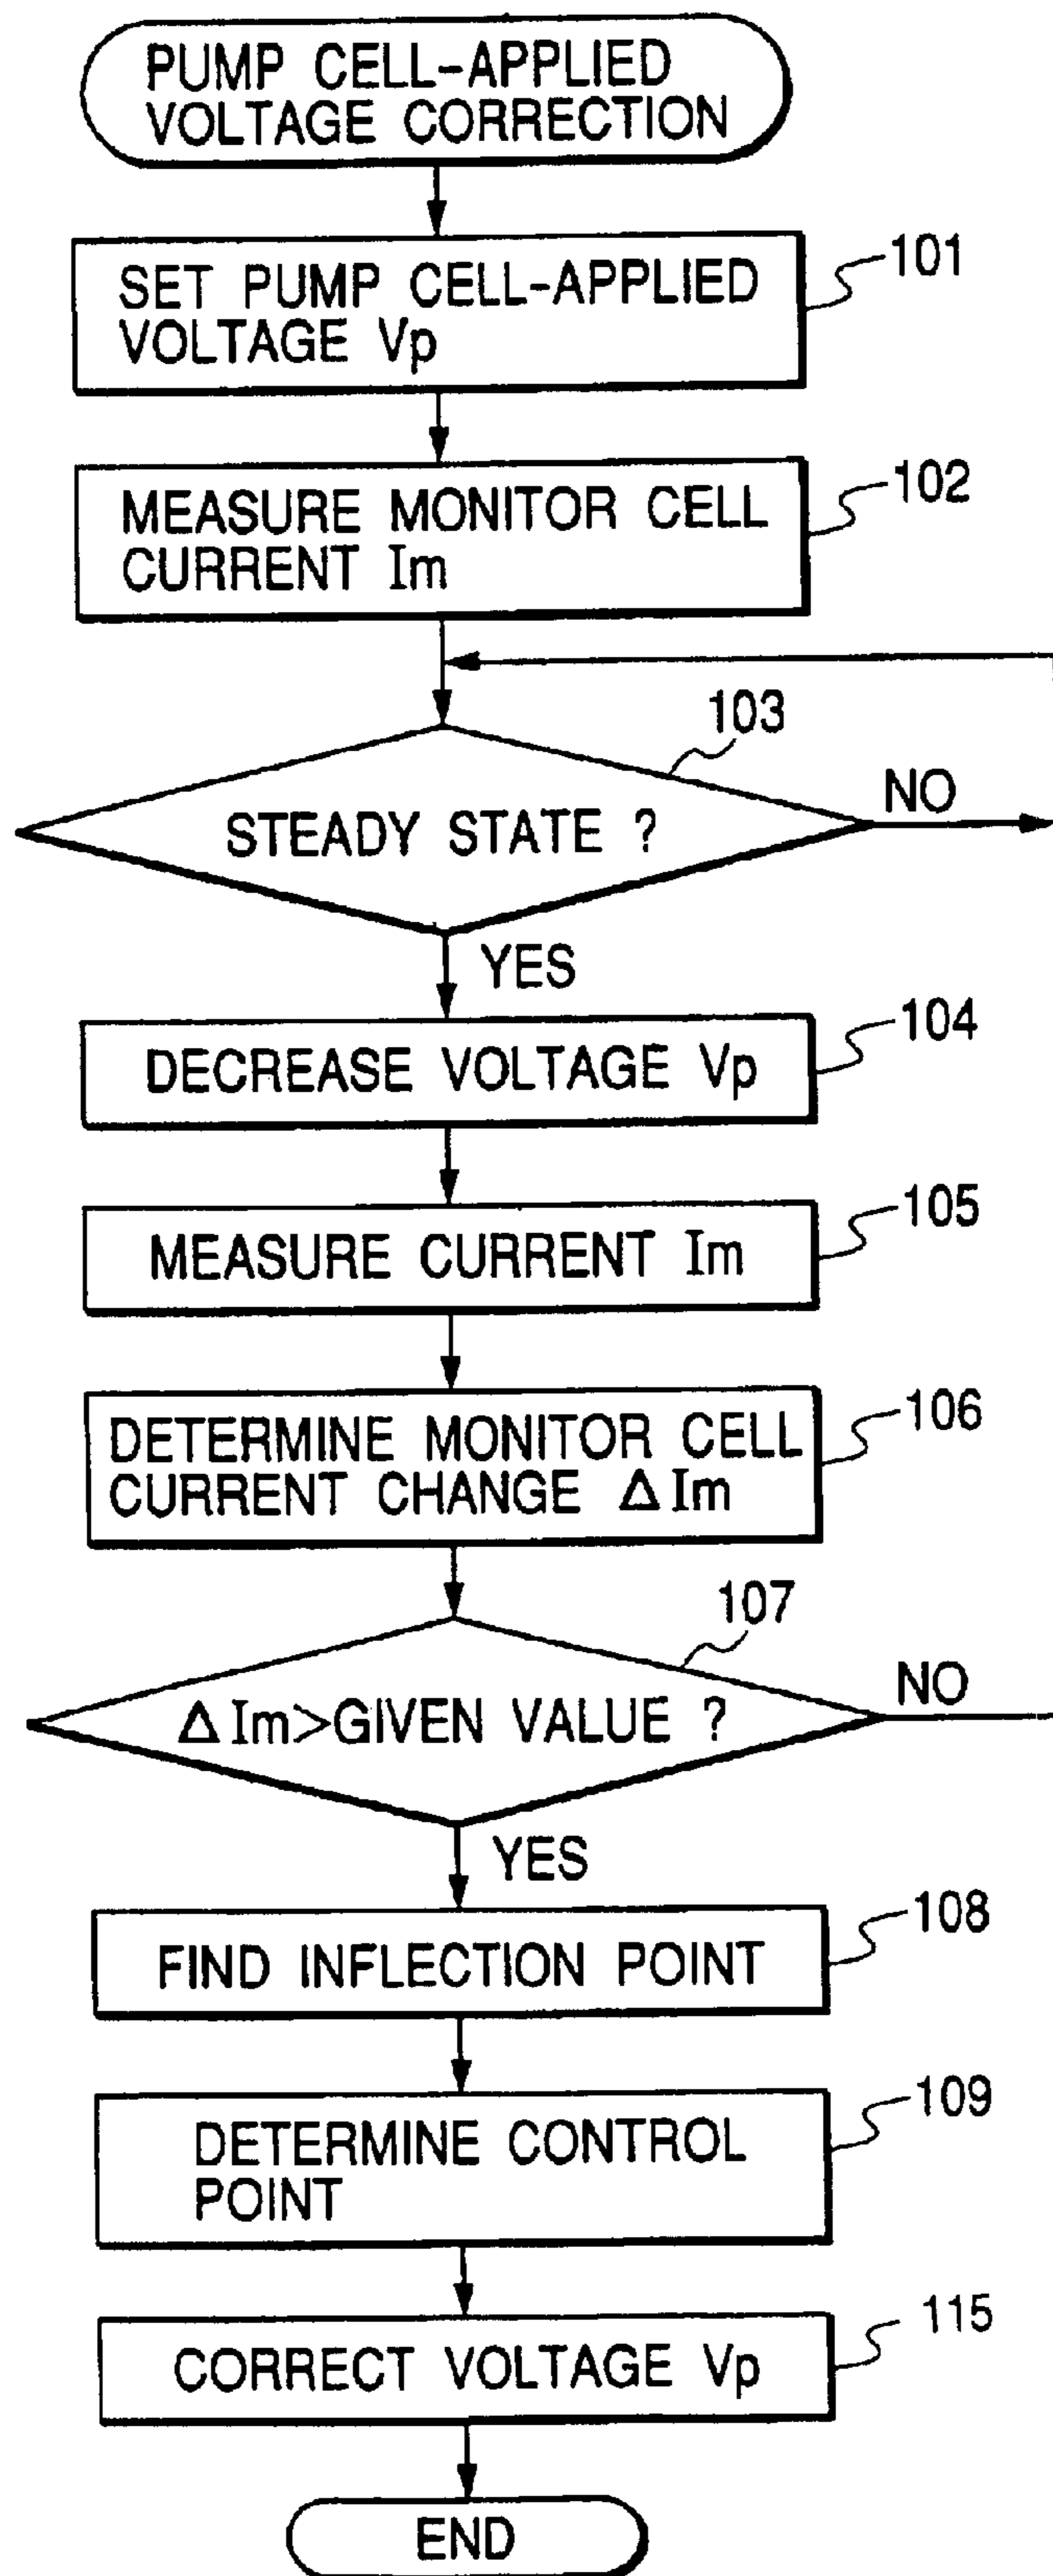 PUMP CELL-APPLIED
VOLTAGE CORRECTION
SET PUMP CELL-APPLIED
VOLTAGE Vp
101
MEASURE MONITOR CELL
CURRENT Im
102
103
STEADY STATE ?
NO
YES
DECREASE VOLTAGE Vp
104
MEASURE CURRENT Im
105
DETERMINE MONITOR CELL
CURRENT CHANGE Δ Im
106
107
Δ Im>GIVEN VALUE ?
NO
YES
FIND INFLECTION POINT
108
DETERMINE CONTROL
POINT
109
CORRECT VOLTAGE Vp
115
END